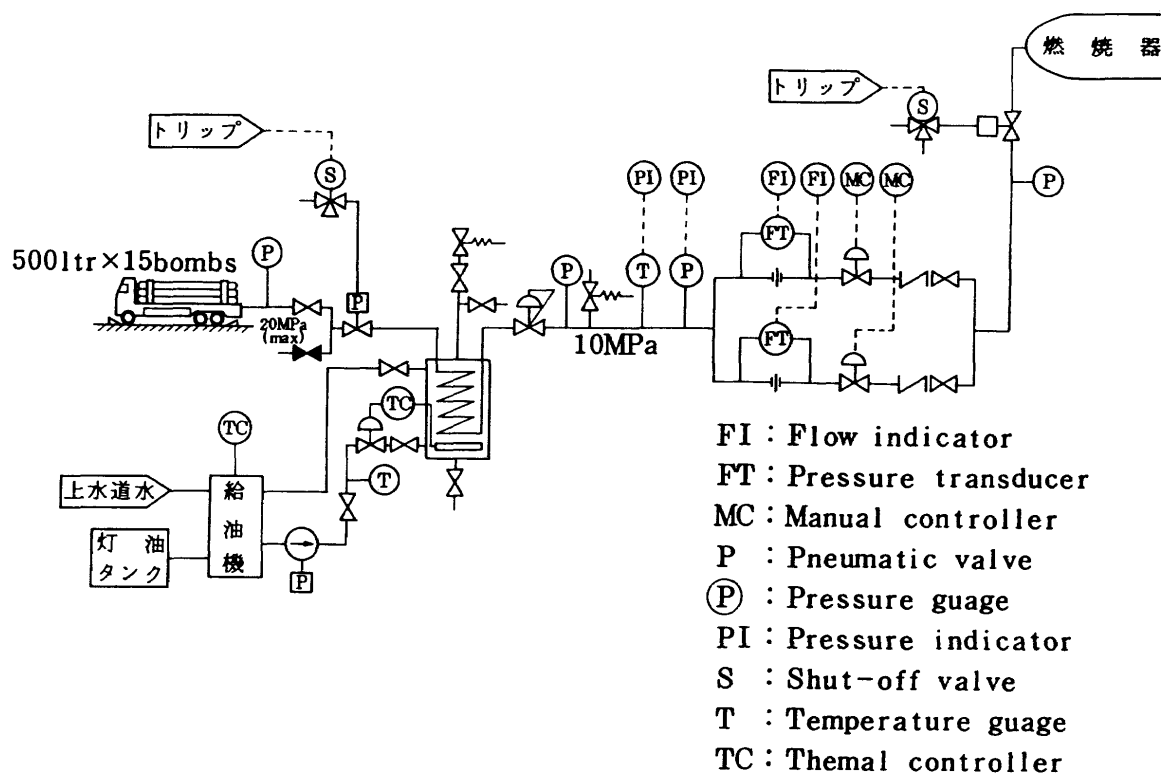 燃 焼 器
トリップ
S
P
トリップ
S
PI PI FI FI MC MC
500ltr×15bombs
P
P
20MPa
(max)
P
T
P
FT
10MPa
FT
TC
TC
T
上水道水
給油機
灯 油
タンク
P
FI : Flow indicator
FT : Pressure transducer
MC : Manual controller
P : Pneumatic valve
Ⓟ : Pressure guage
PI : Pressure indicator
S : Shut-off valve
T : Temperature guage
TC : Themal controller